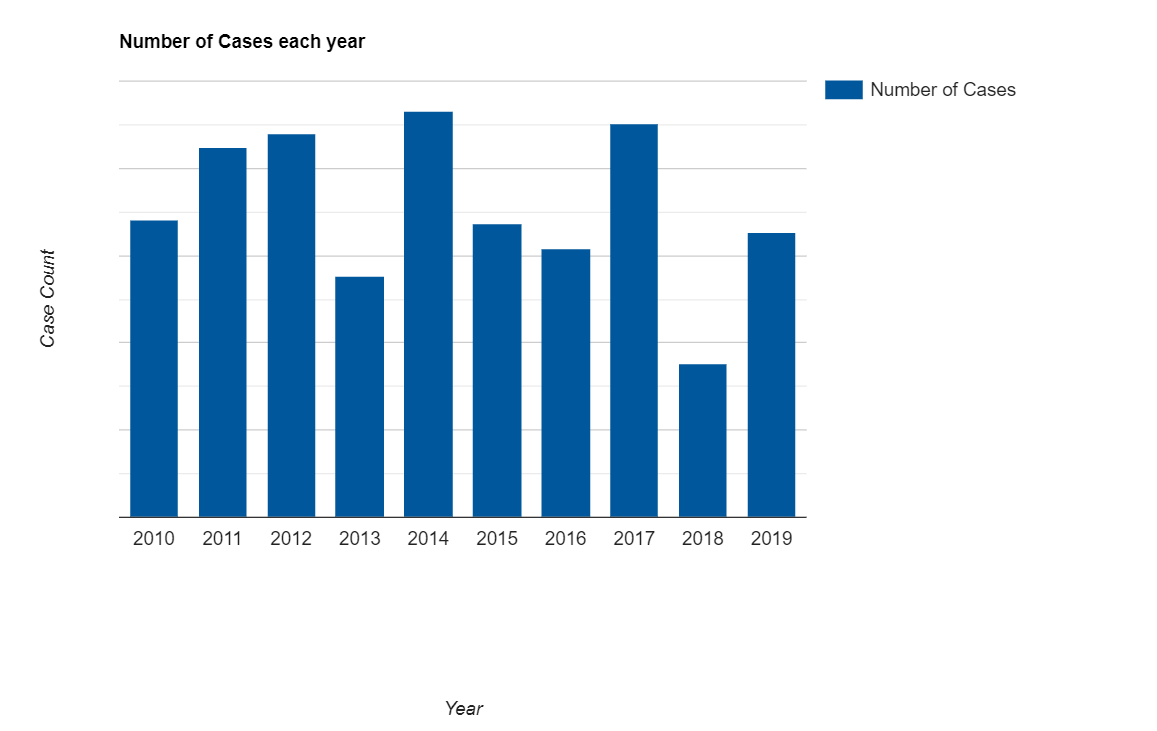 Number of Cases each year
Number of Cases
Case Count
2010 2011 2012 2013 2014 2015 2016 2017 2018 2019
Year